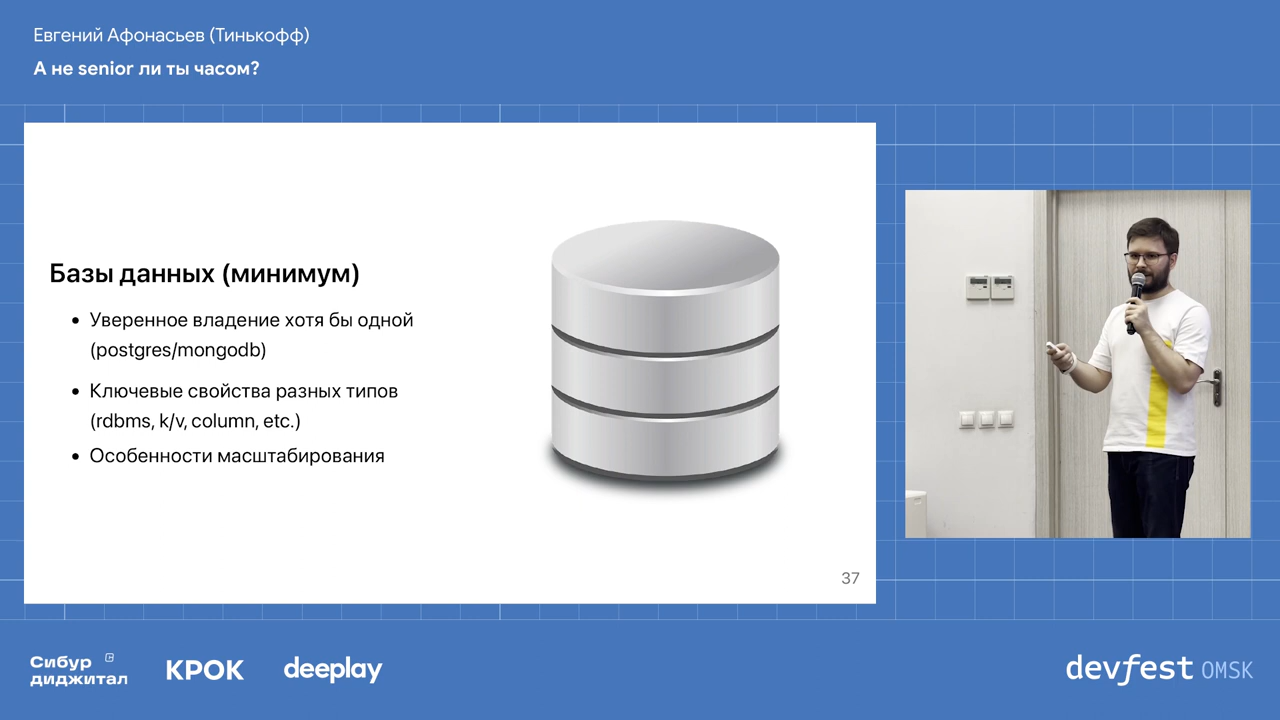 Евгений Афонасьев (Тинькофф)
А не senior ли ты часом?
Базы данных (минимум)
Уверенное владение хотя бы одной
(postgres/mongodb)
Ключевые свойства разных типов
(rdbms, k/v, column, etc.)
Особенности масштабирования
37
Сибур
диджитал
КРОК
deeplay
devfest OMSK